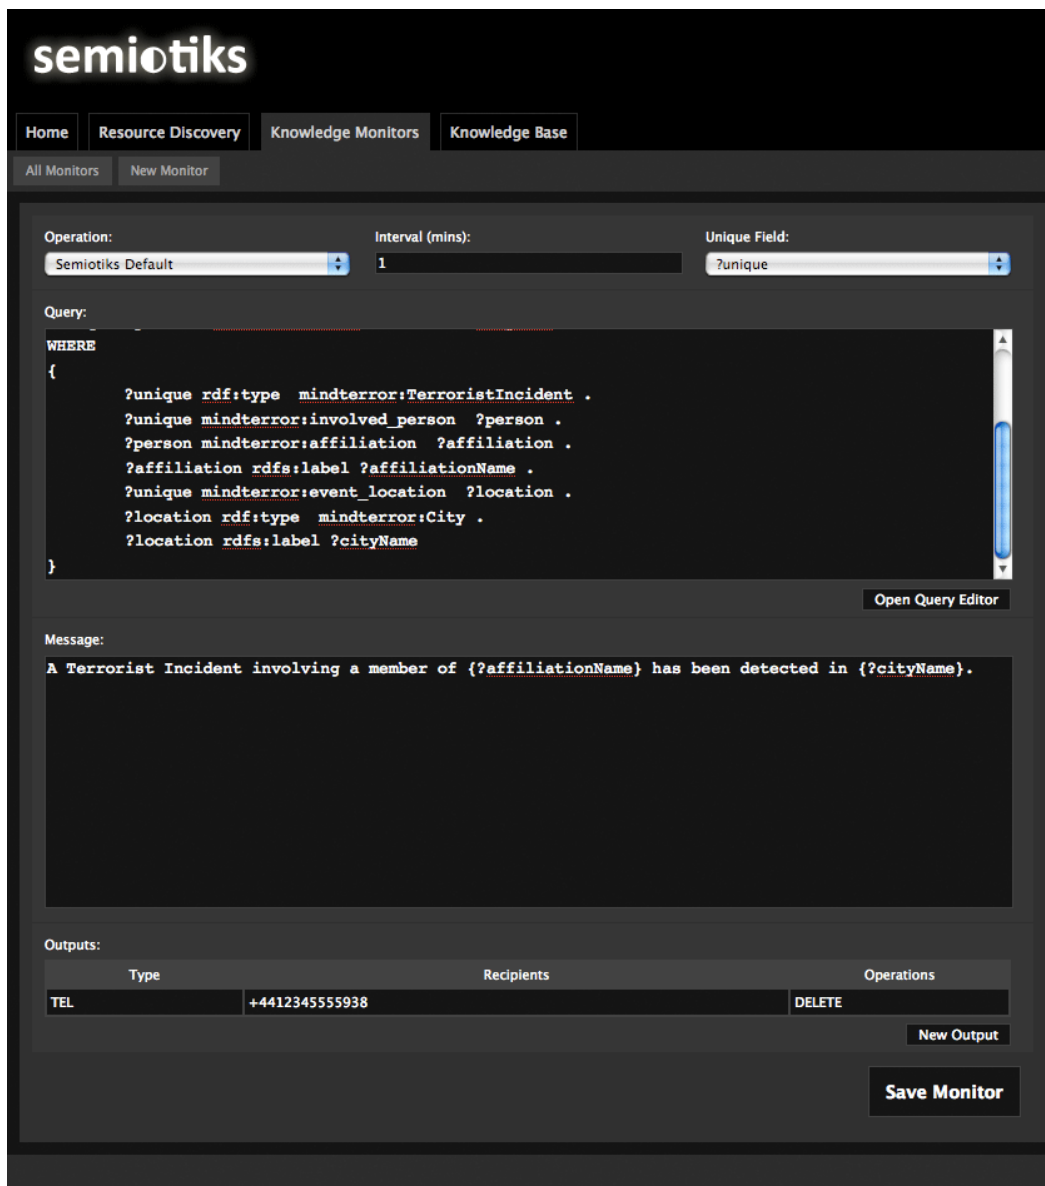 semiotiks
Home Resource Discovery Knowledge Monitors Knowledge Base
All Monitors New Monitor
Operation: Interval (mins): Unique Field:
Semiotiks Default 1 ?unique
Query:
WHERE
{
?unique rdf:type mindterror:TerroristIncident .
?unique mindterror:involved_person ?person .
?person mindterror:affiliation ?affiliation .
?affiliation rdfs:label ?affiliationName .
?unique mindterror:event_location ?location .
?location rdf:type mindterror:City .
?location rdfs:label ?cityName
}
Open Query Editor
Message:
A Terrorist Incident involving a member of {?affiliationName} has been detected in {?cityName}.
Outputs:
Type Recipients Operations
TEL +4412345555938 DELETE
New Output
Save Monitor